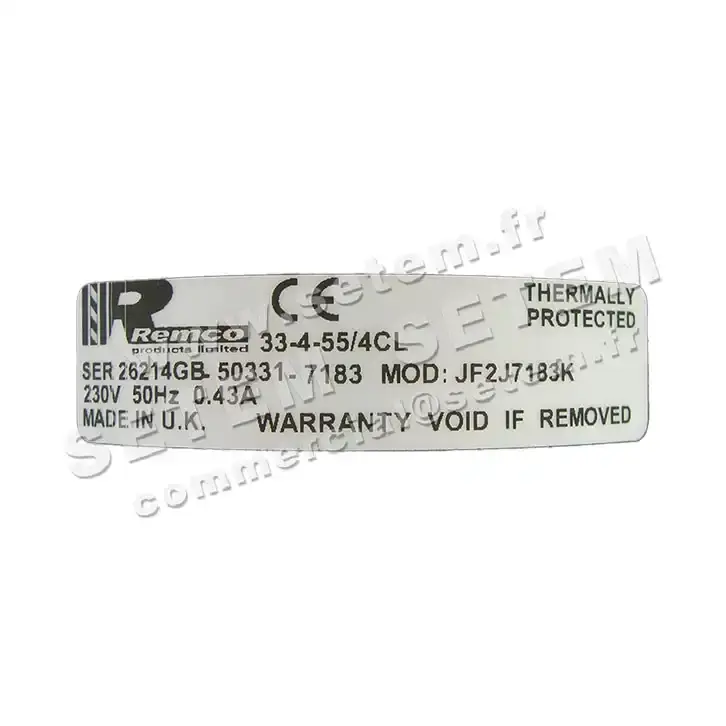 R
Remco
products limited
CE
33-4-55/4CL
THERMALLY
PROTECTED
SER 26214GB- 50331- 7183 MOD: JF2J7183K
230V 50Hz 0.43A
MADE IN U.K. WARRANTY VOID IF REMOVED
setem.fr
SETEM SETEM
commercial@setem.fr